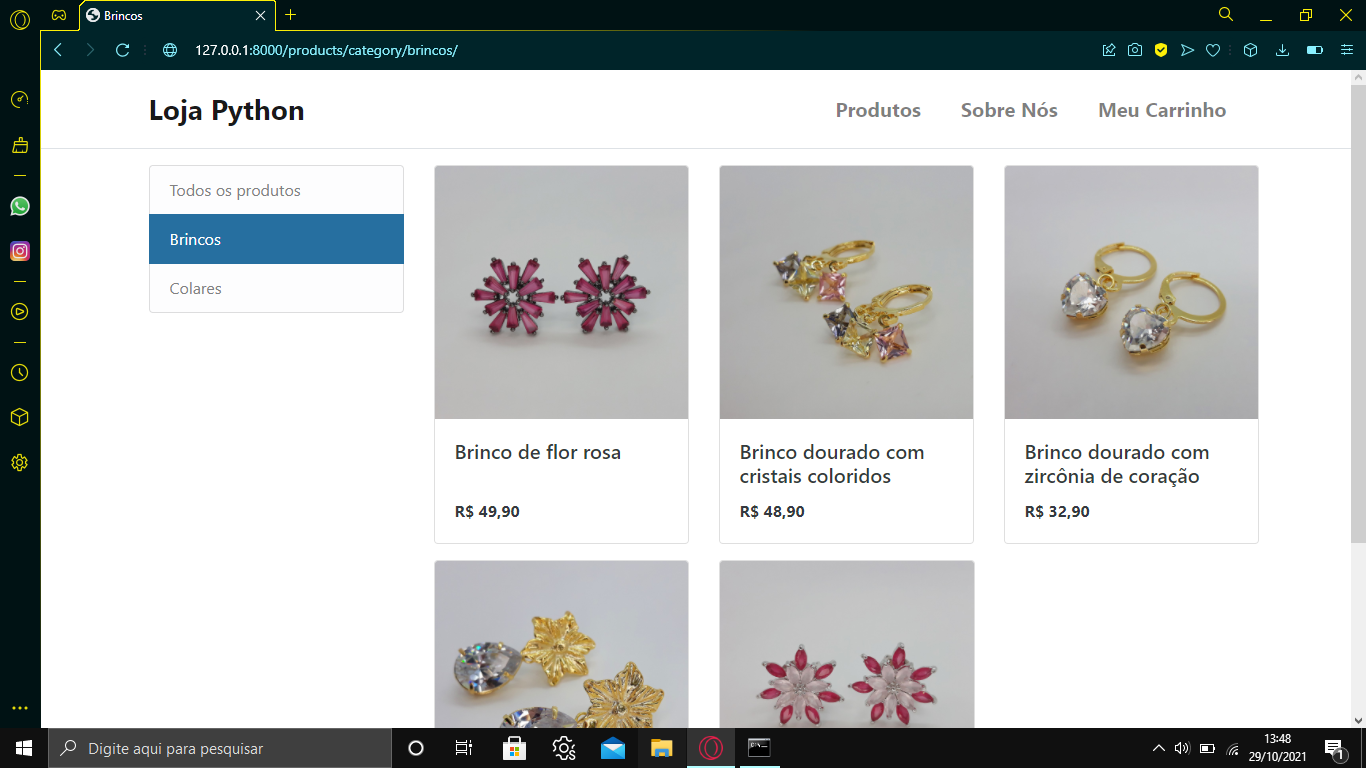 Brincos
127.0.0.1:8000/products/category/brincos/
Loja Python
Produtos
Sobre Nós
Meu Carrinho
Todos os produtos
Brincos
Colares
Brinco de flor rosa
R$ 49,90
Brinco dourado com
cristais coloridos
R$ 48,90
Brinco dourado com
zircônia de coração
R$ 32,90
Digite aqui para pesquisar
13:48
29/10/2021
1